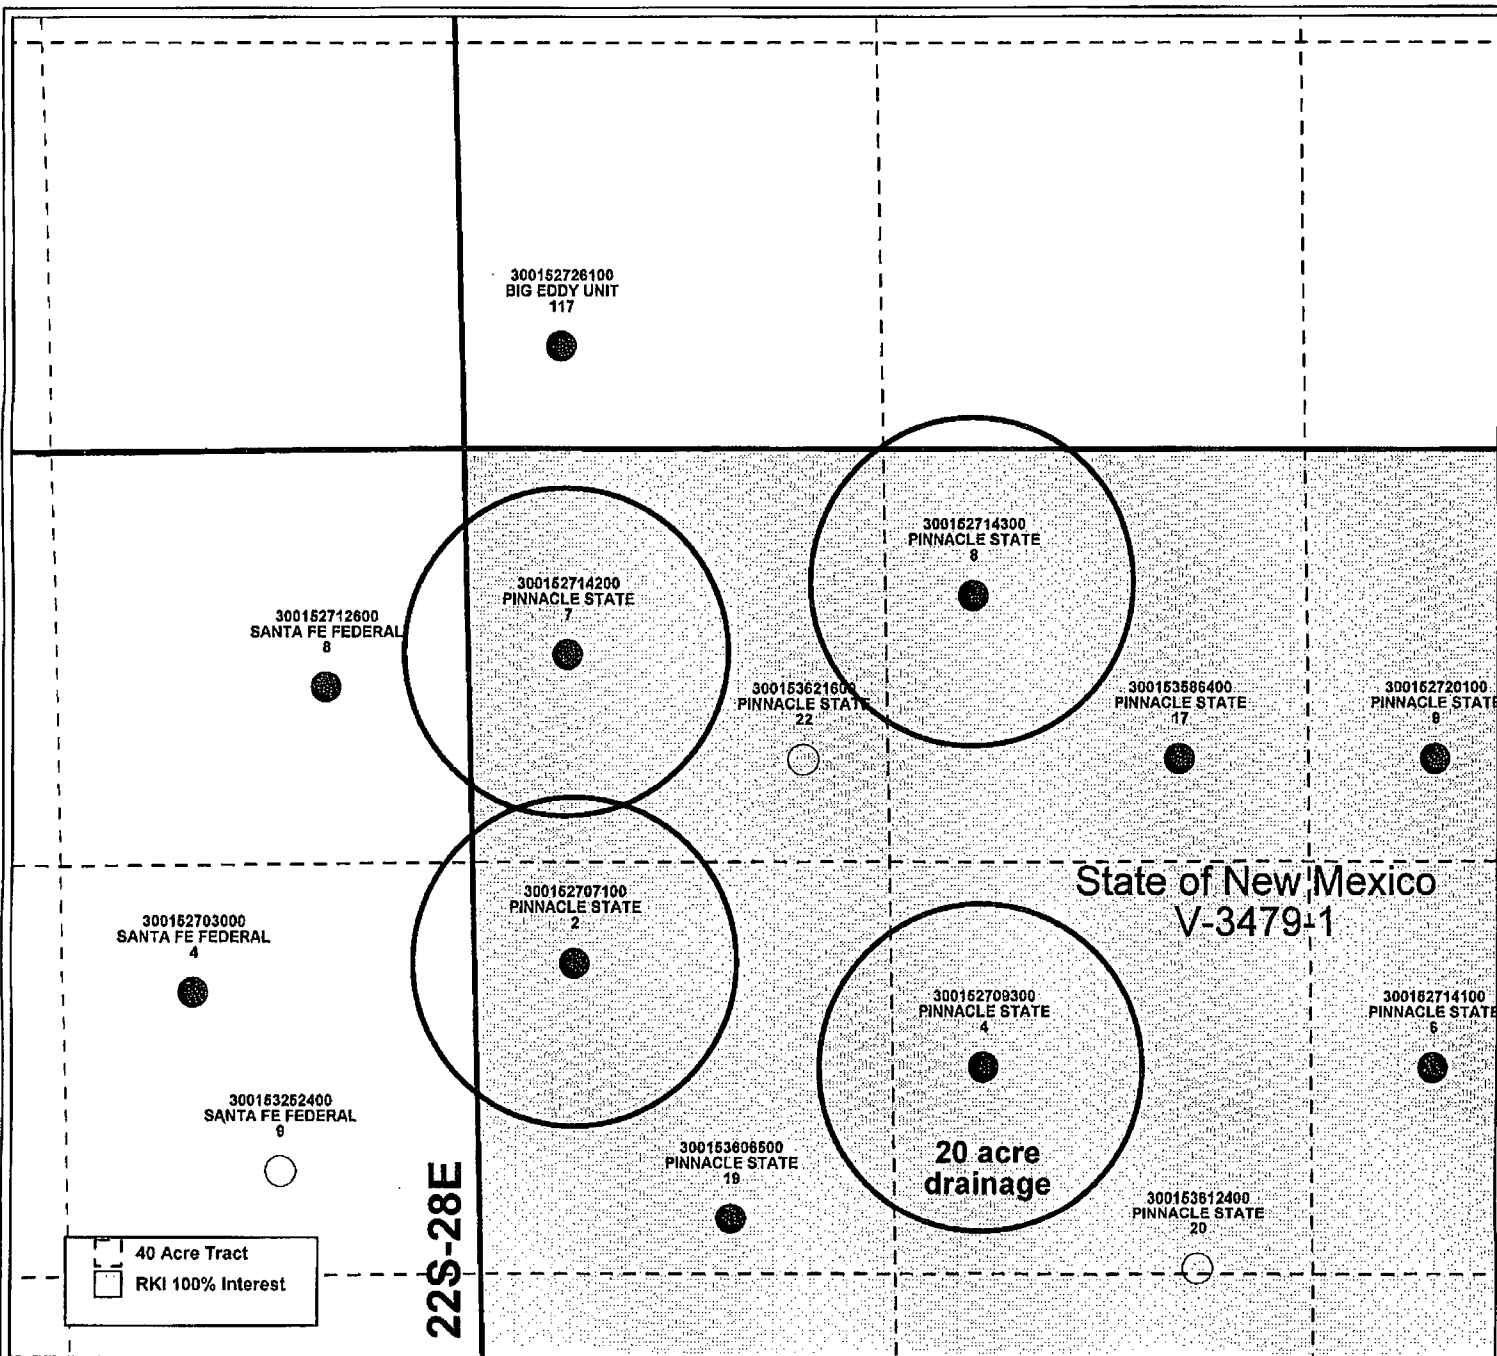 300152726100
BIG EDDY UNIT
117
300152714300
PINNACLE STATE
8
300152714200
PINNACLE STATE
7
300152712600
SANTA FE FEDERAL
8
300153621600
PINNACLE STATE
22
300153586400
PINNACLE STATE
17
300152720100
PINNACLE STATE
9
State of New Mexico
V-3479-1
300152707100
PINNACLE STATE
2
300152703000
SANTA FE FEDERAL
4
300152709300
PINNACLE STATE
4
300152714100
PINNACLE STATE
6
300153252400
SANTA FE FEDERAL
9
300153606500
PINNACLE STATE
19
20 acre
drainage
300153612400
PINNACLE STATE
20
22S-28E
40 Acre Tract
RKI 100% Interest